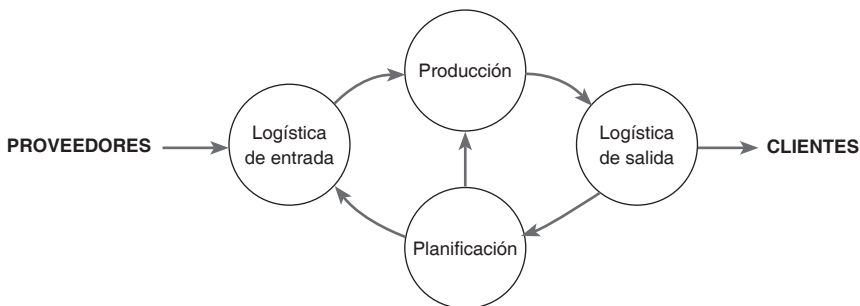 Producción
PROVEEDORES
Logística
de entrada
Logística
de salida
CLIENTES
Planificación